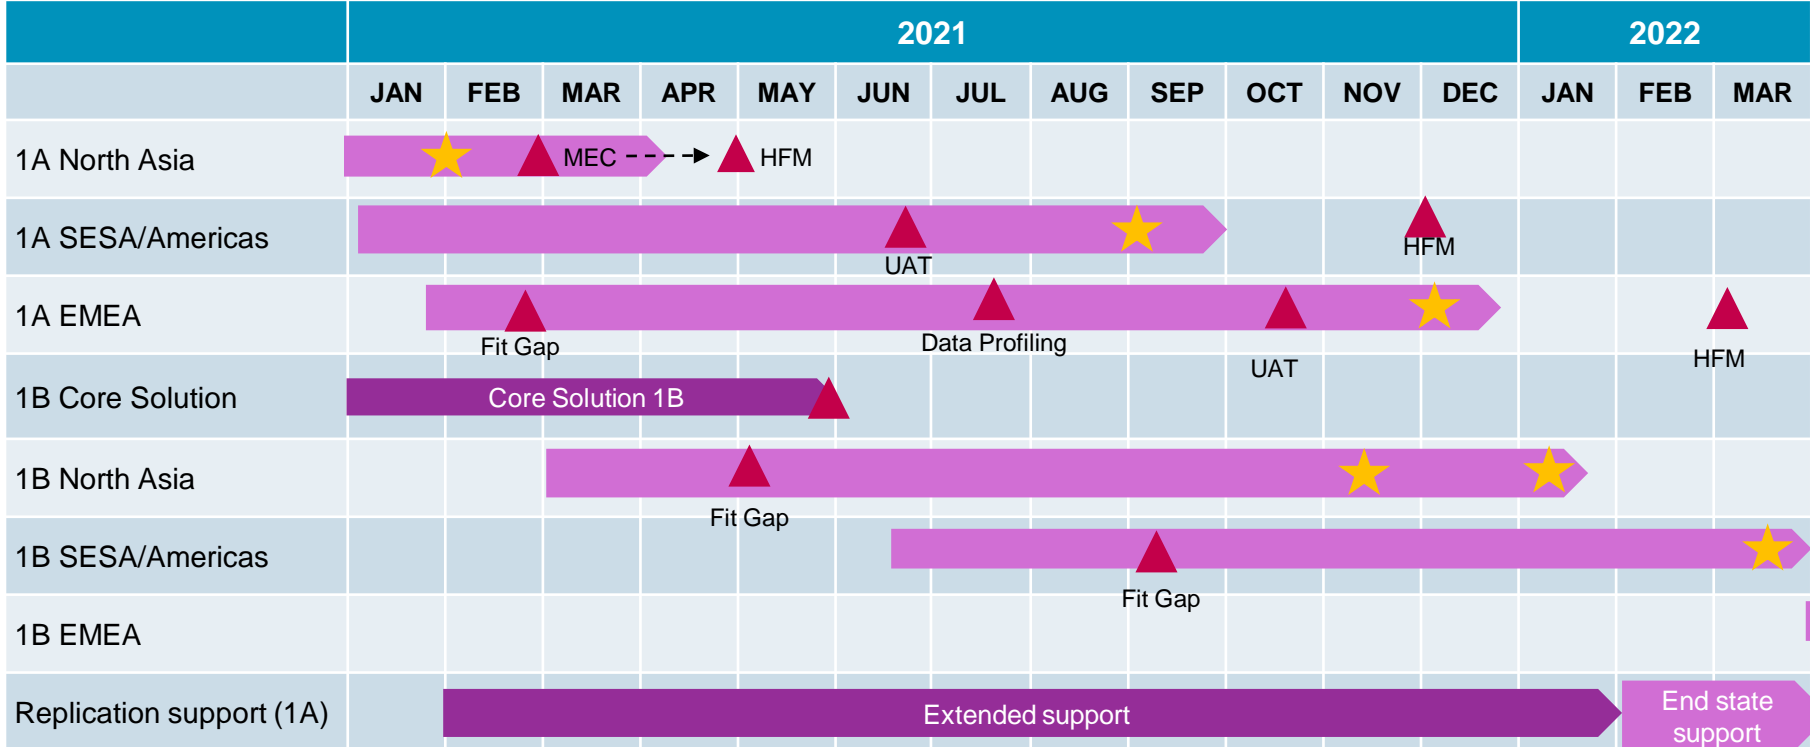 2021 2022
JAN FEB MAR APR MAY JUN JUL AUG SEP OCT NOV DEC JAN FEB MAR
1A North Asia MEC HFM
1A SESA/Americas
UAT
HFM
1A EMEA
Fit Gap
Data Profiling
UAT
HFM
1B Core Solution Core Solution 1B
1B North Asia
Fit Gap
1B SESA/Americas
Fit Gap
1B EMEA
Replication support (1A) Extended support
End state
support